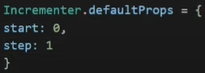 Incrementer.defaultProps = {
start: 0,
step: 1
}